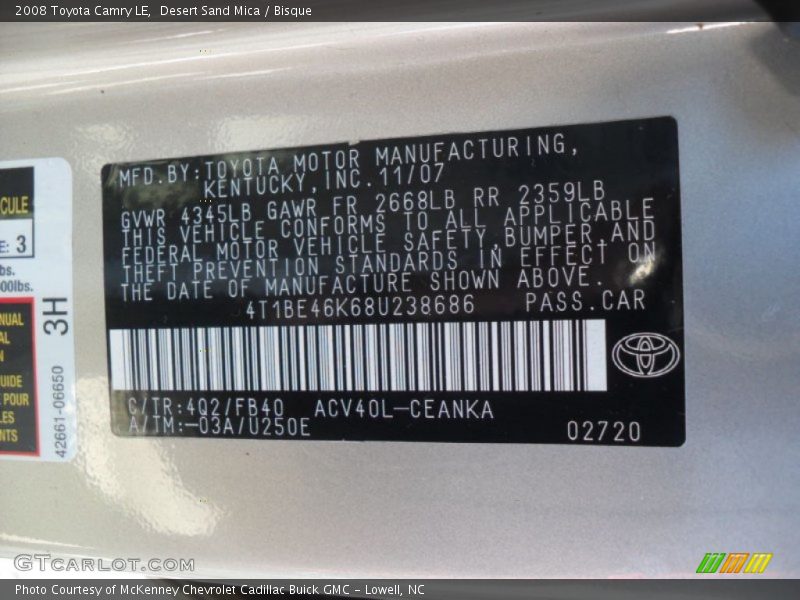 2008 Toyota Camry LE, Desert Sand Mica / Bisque
MFD.BY:TOYOTA MOTOR MANUFACTURING,
KENTUCKY,INC.11/07
GVWR 4345LB GAWR FR 2668LB RR 2359LB
THIS VEHICLE CONFORMS TO ALL APPLICABLE
FEDERAL MOTOR VEHICLE SAFETY,BUMPER AND
THEFT PREVENTION STANDARDS IN EFFECT ON
THE DATE OF MANUFACTURE SHOWN ABOVE.
4T1BE46K68U238686 PASS.CAR
C/TR:4Q2/FB40 ACV40L-CEANKA
A/TM:-03A/U250E
02720
3
3H
42661-06650
GUIDE
POUR
GTCARLOT.COM
Photo Courtesy of McKenney Chevrolet Cadillac Buick GMC - Lowell, NC